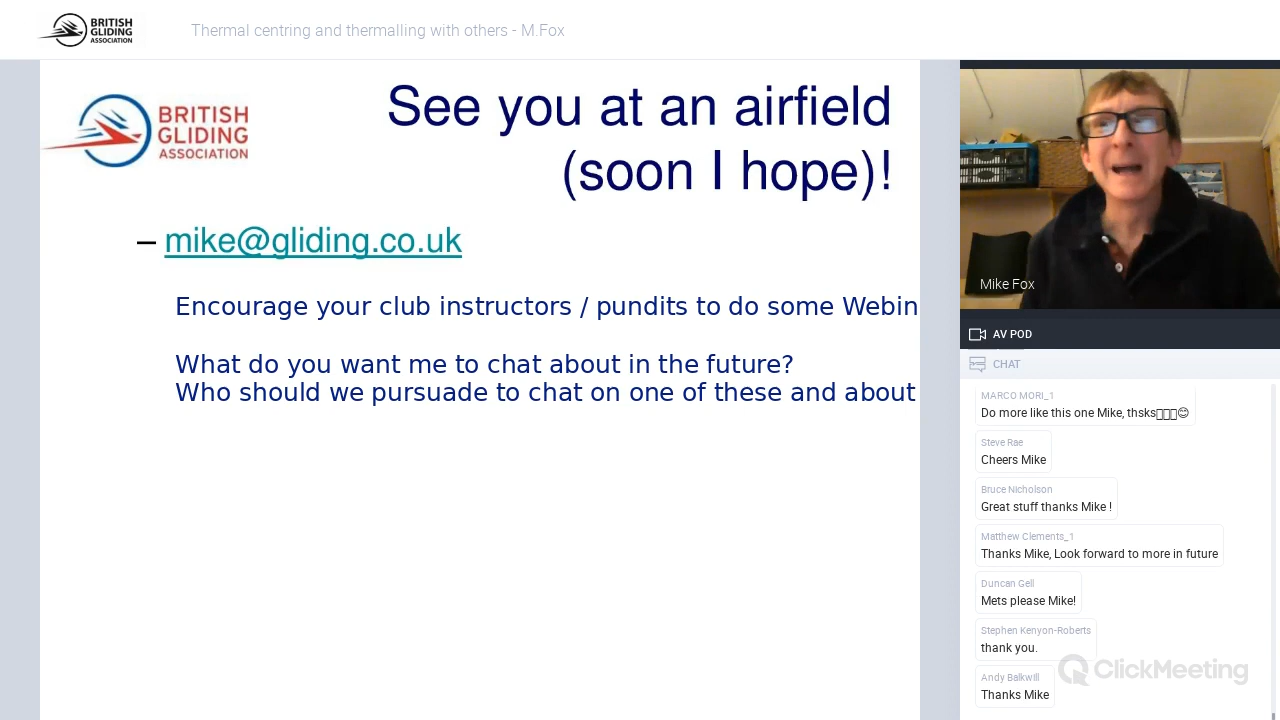 BRITISH
GLIDING
ASSOCIATION
Thermal centring and thermalling with others - M.Fox
BRITISH
GLIDING
ASSOCIATION
See you at an airfield
(soon I hope)!
– mike@gliding.co.uk
Encourage your club instructors / pundits to do some Webin
What do you want me to chat about in the future?
Who should we pursuade to chat on one of these and about
Mike Fox
AV POD
CHAT
MARCO MORI_1
Do more like this one Mike, thsks▯▯▯😊
Steve Rae
Cheers Mike
Bruce Nicholson
Great stuff thanks Mike !
Matthew Clements_1
Thanks Mike, Look forward to more in future
Duncan Gell
Mets please Mike!
Stephen Kenyon-Roberts
thank you.
Andy Balkwill
Thanks Mike
ClickMeeting